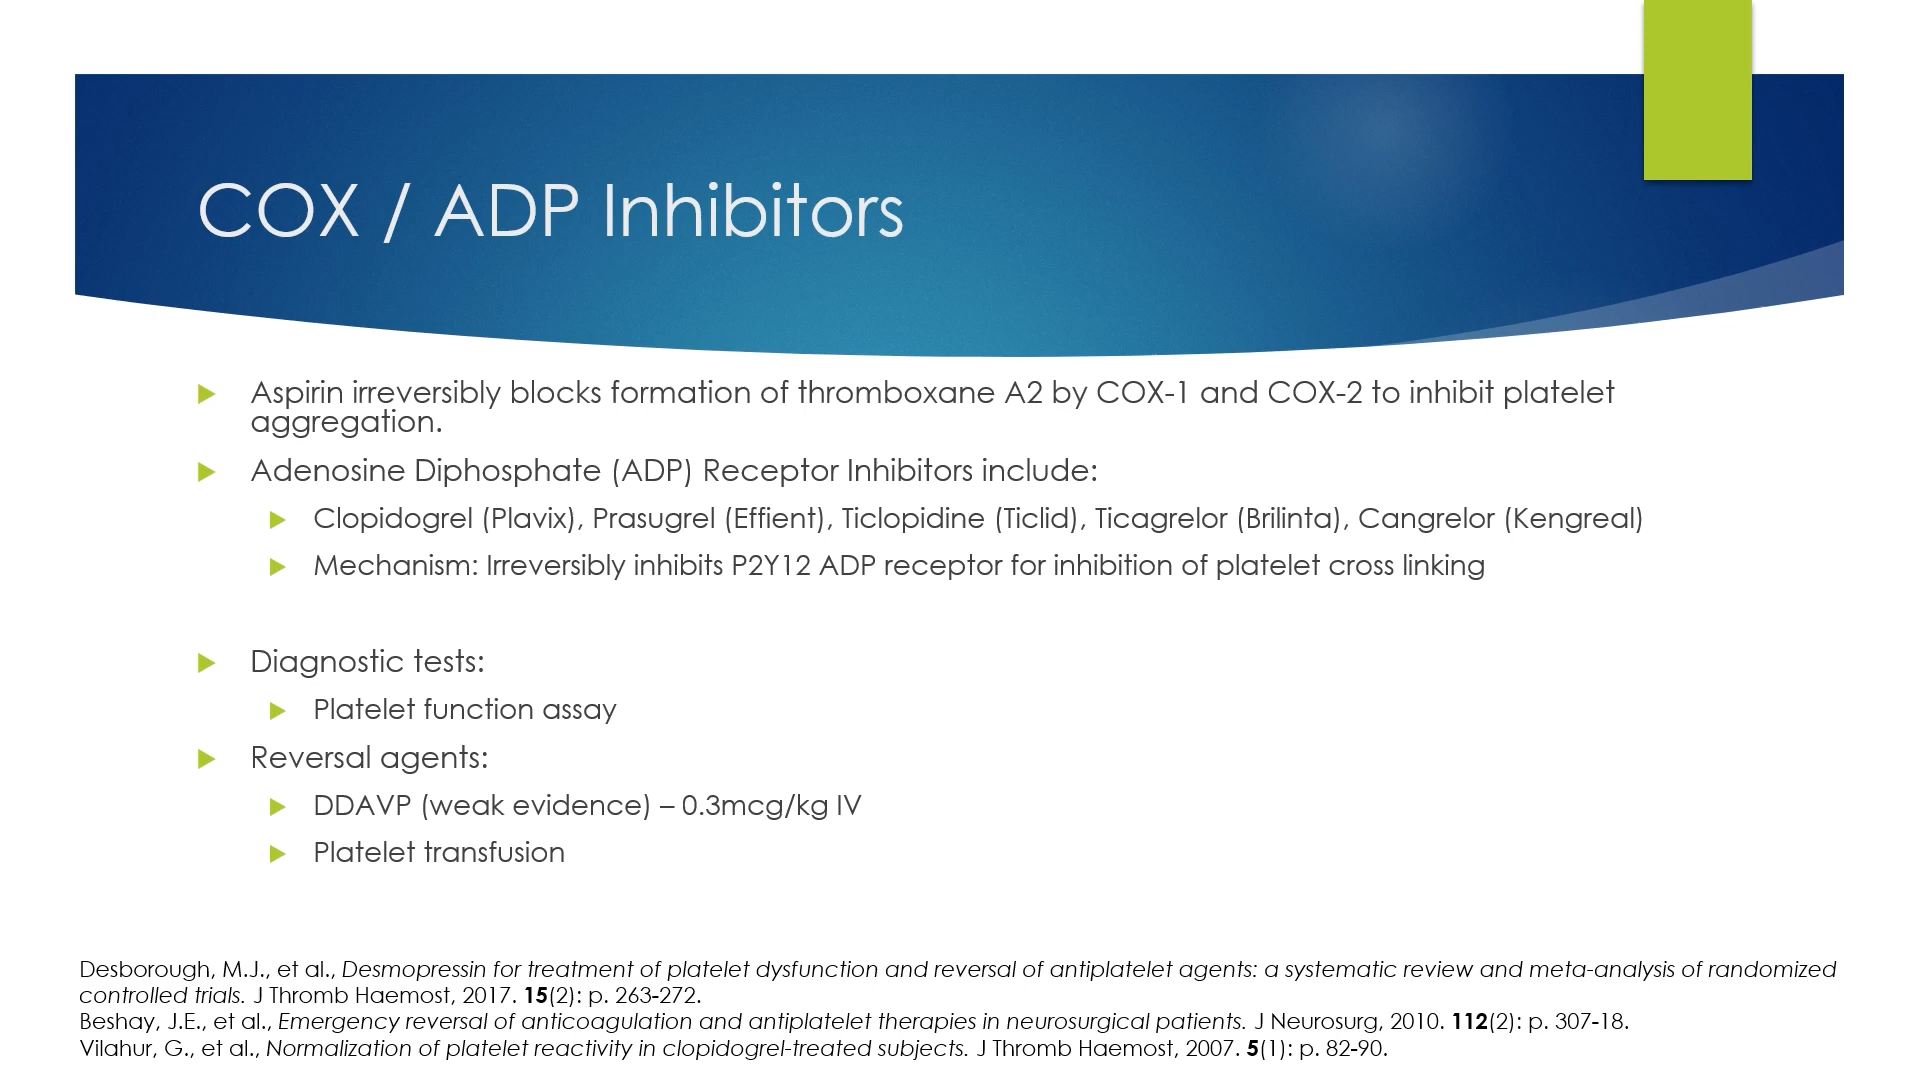 COX / ADP Inhibitors
Aspirin irreversibly blocks formation of thromboxane A2 by COX-1 and COX-2 to inhibit platelet
aggregation.
Adenosine Diphosphate (ADP) Receptor Inhibitors include:
Clopidogrel (Plavix), Prasugrel (Effient), Ticlopidine (Ticlid), Ticagrelor (Brilinta), Cangrelor (Kengreal)
Mechanism: Irreversibly inhibits P2Y12 ADP receptor for inhibition of platelet cross linking
Diagnostic tests:
Platelet function assay
Reversal agents:
DDAVP (weak evidence) – 0.3mcg/kg IV
Platelet transfusion
Desborough, M.J., et al., Desmopressin for treatment of platelet dysfunction and reversal of antiplatelet agents: a systematic review and meta-analysis of randomized
controlled trials. J Thromb Haemost, 2017. 15(2): p. 263-272.
Beshay, J.E., et al., Emergency reversal of anticoagulation and antiplatelet therapies in neurosurgical patients. J Neurosurg, 2010. 112(2): p. 307-18.
Vilahur, G., et al., Normalization of platelet reactivity in clopidogrel-treated subjects. J Thromb Haemost, 2007. 5(1): p. 82-90.